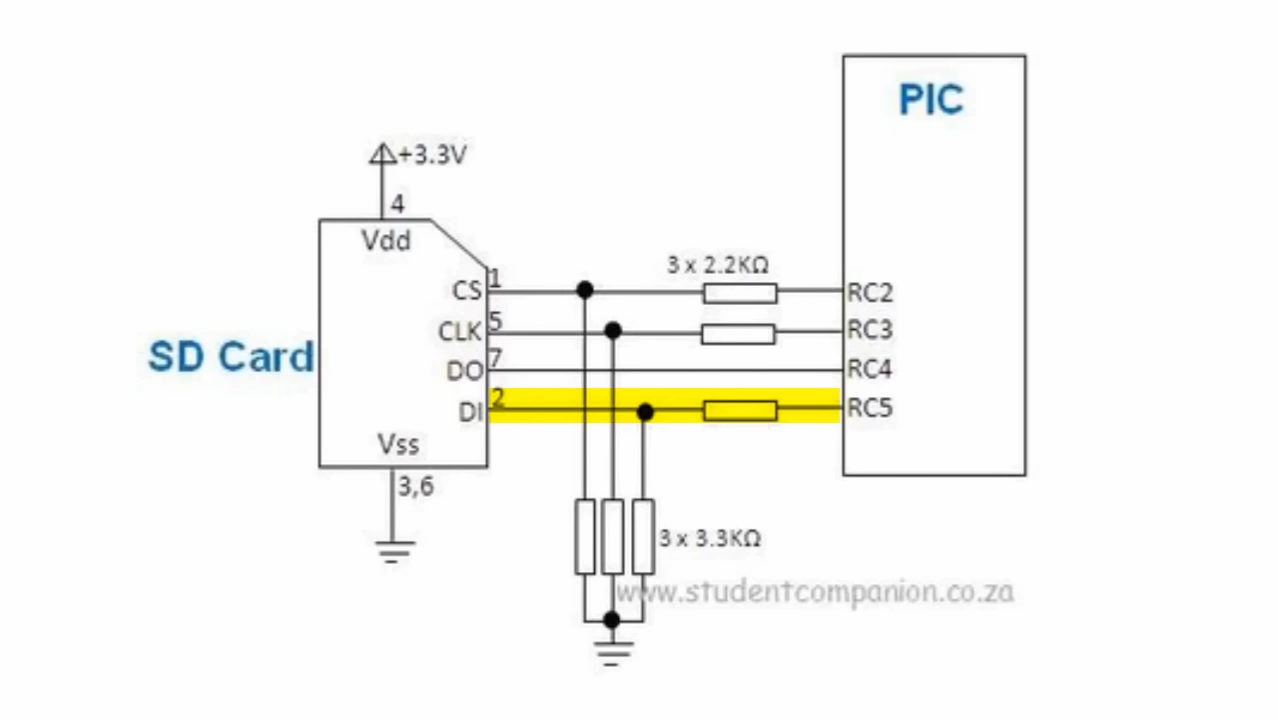 PIC
+3.3V
4
Vdd
3 x 2.2KΩ
CS 1 RC2
CLK 5 RC3
SD Card
DO 7 RC4
DI 2 RC5
Vss
3,6
3 x 3.3KΩ
www.studentcompanion.co.za